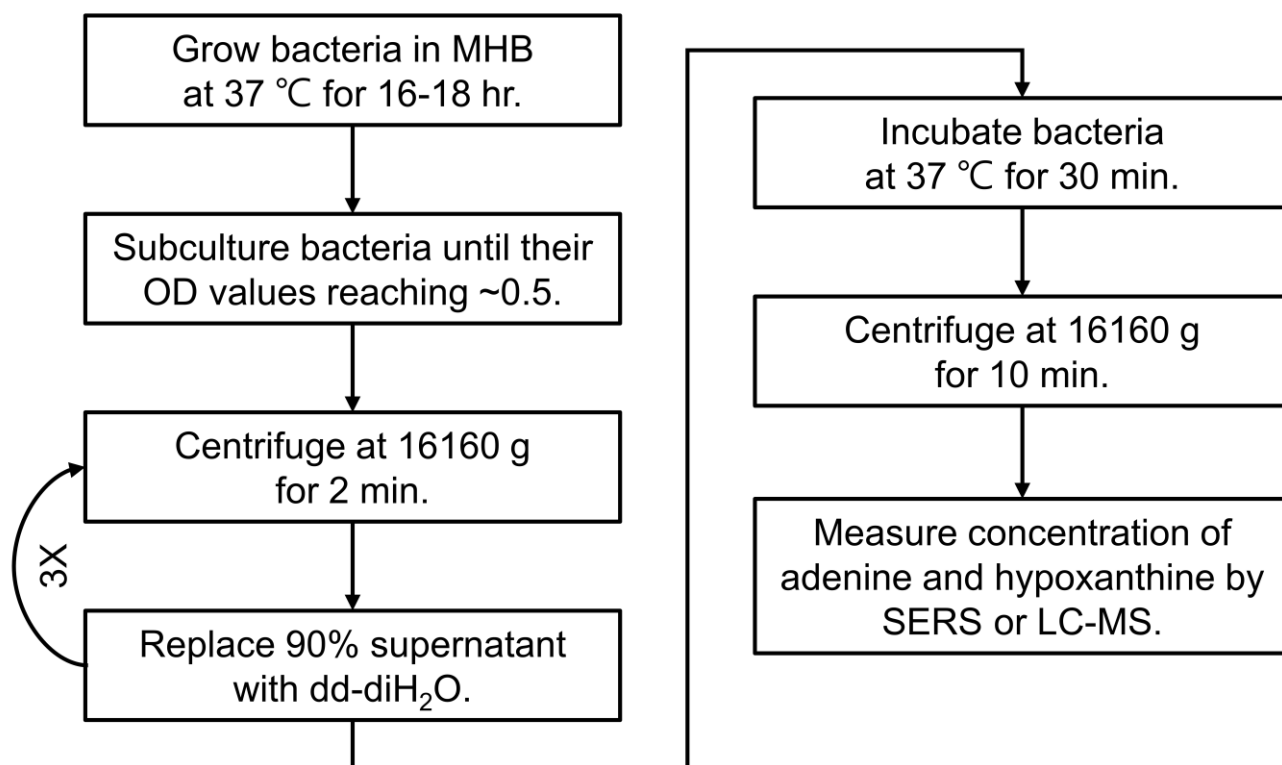 Grow bacteria in MHB
at 37 ℃ for 16-18 hr.
Subculture bacteria until their
OD values reaching ~0.5.
Centrifuge at 16160 g
for 2 min.
3X
Replace 90% supernatant
with dd-diH₂O.
Incubate bacteria
at 37 ℃ for 30 min.
Centrifuge at 16160 g
for 10 min.
Measure concentration of
adenine and hypoxanthine by
SERS or LC-MS.